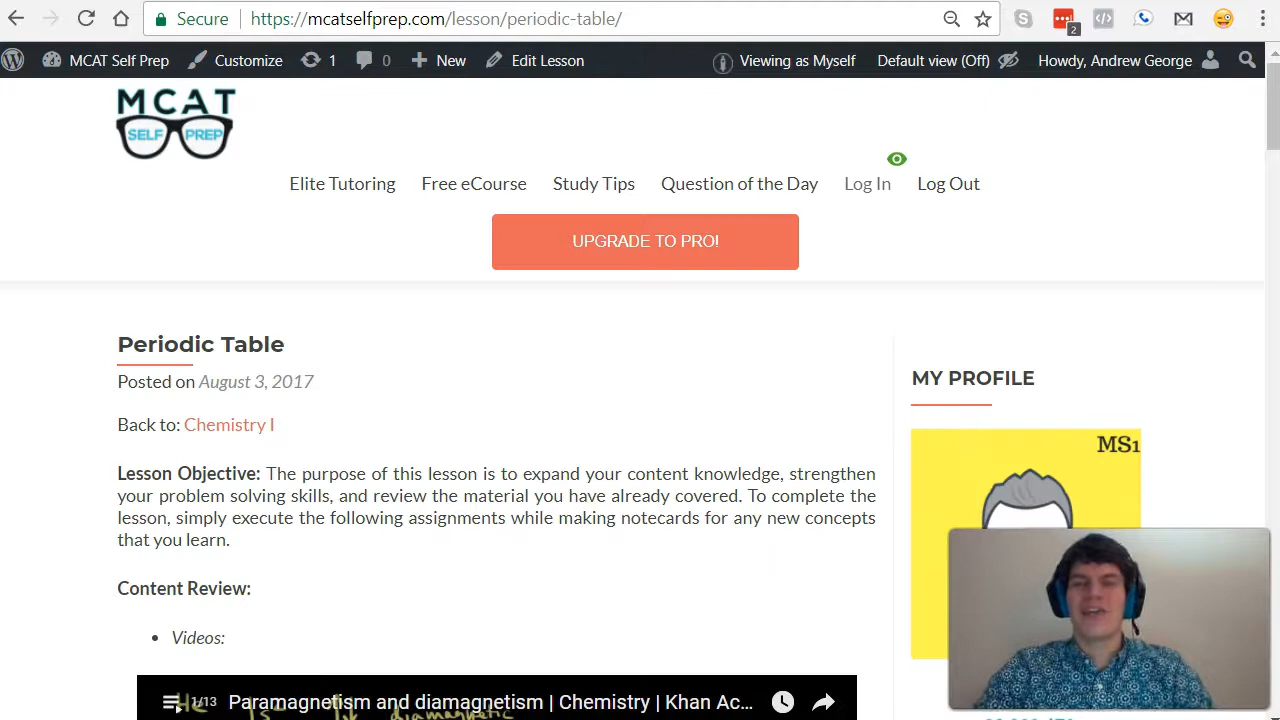 Secure
https://mcatselfprep.com/lesson/periodic-table/
2
MCAT Self Prep
Customize
1
0
New
Edit Lesson
Viewing as Myself
Default view (Off)
Howdy, Andrew George
MCAT
SELF PREP
Elite Tutoring
Free eCourse
Study Tips
Question of the Day
Log In
Log Out
UPGRADE TO PRO!
Periodic Table
Posted on August 3, 2017
Back to: Chemistry I
Lesson Objective: The purpose of this lesson is to expand your content knowledge, strengthen
your problem solving skills, and review the material you have already covered. To complete the
lesson, simply execute the following assignments while making notecards for any new concepts
that you learn.
Content Review:
• Videos:
1/13
Paramagnetism and diamagnetism | Chemistry | Khan Ac...
MY PROFILE
MS1